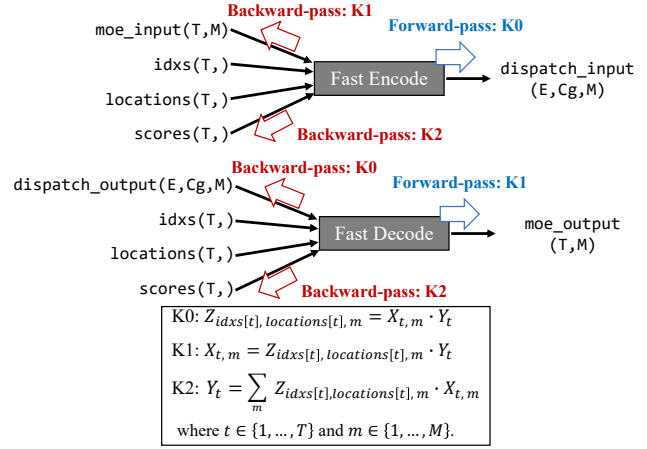 Backward-pass: K1
moe_input(T,M)
Forward-pass: K0
idxs(T,)
Fast Encode
dispatch_input
(E,Cg,M)
locations(T,)
scores(T,)
Backward-pass: K2
Backward-pass: K0
dispatch_output(E,Cg,M)
Forward-pass: K1
idxs(T,)
Fast Decode
moe_output
(T,M)
locations(T,)
scores(T,)
Backward-pass: K2
K0: Z_{idxs[t], locations[t], m} = X_{t, m} · Y_t
K1: X_{t, m} = Z_{idxs[t], locations[t], m} · Y_t
K2: Y_t = ∑_m Z_{idxs[t],locations[t], m} · X_{t, m}
where t ∈ {1, …, T} and m ∈ {1, …, M}.